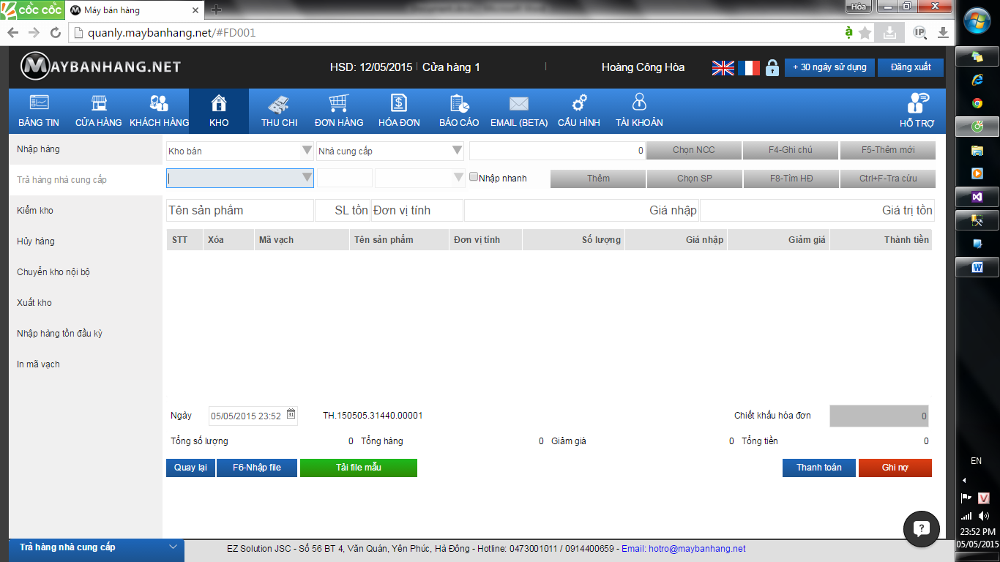 CỐC CỐC
Máy bán hàng
Hòa
quanly.maybanhang.net/#FD001
IP
MAYBANHANG.NET
HSD: 12/05/2015 | Cửa hàng 1 |
Hoàng Công Hòa
+ 30 ngày sử dụng
Đăng xuất
BẢNG TIN
CỬA HÀNG
KHÁCH HÀNG
KHO
THU CHI
ĐƠN HÀNG
HÓA ĐƠN
BÁO CÁO
EMAIL (BETA)
CẤU HÌNH
TÀI KHOẢN
HỖ TRỢ
Nhập hàng
Trả hàng nhà cung cấp
Kiểm kho
Hủy hàng
Chuyển kho nội bộ
Xuất kho
Nhập hàng tồn đầu kỳ
In mã vạch
Kho bán
Nhà cung cấp
0
Chọn NCC
F4-Ghi chú
F5-Thêm mới
Nhập nhanh
Thêm
Chọn SP
F8-Tìm HĐ
Ctrl+F-Tra cứu
Tên sản phẩm
SL tồn
Đơn vị tính
Giá nhập
Giá trị tồn
STT
Xóa
Mã vạch
Tên sản phẩm
Đơn vị tính
Số lượng
Giá nhập
Giảm giá
Thành tiền
Ngày
05/05/2015 23:52
31
TH.150505.31440.00001
Chiết khấu hóa đơn
0
Tổng số lượng
0
Tổng hàng
0
Giảm giá
0
Tổng tiền
0
Quay lại
F6-Nhập file
Tải file mẫu
Thanh toán
Ghi nợ
Trả hàng nhà cung cấp
EZ Solution JSC - Số 56 BT 4, Văn Quán, Yên Phúc, Hà Đông - Hotline: 0473001011 / 0914400659 - Email: hotro@maybanhang.net
EN
23:52 PM
05/05/2015